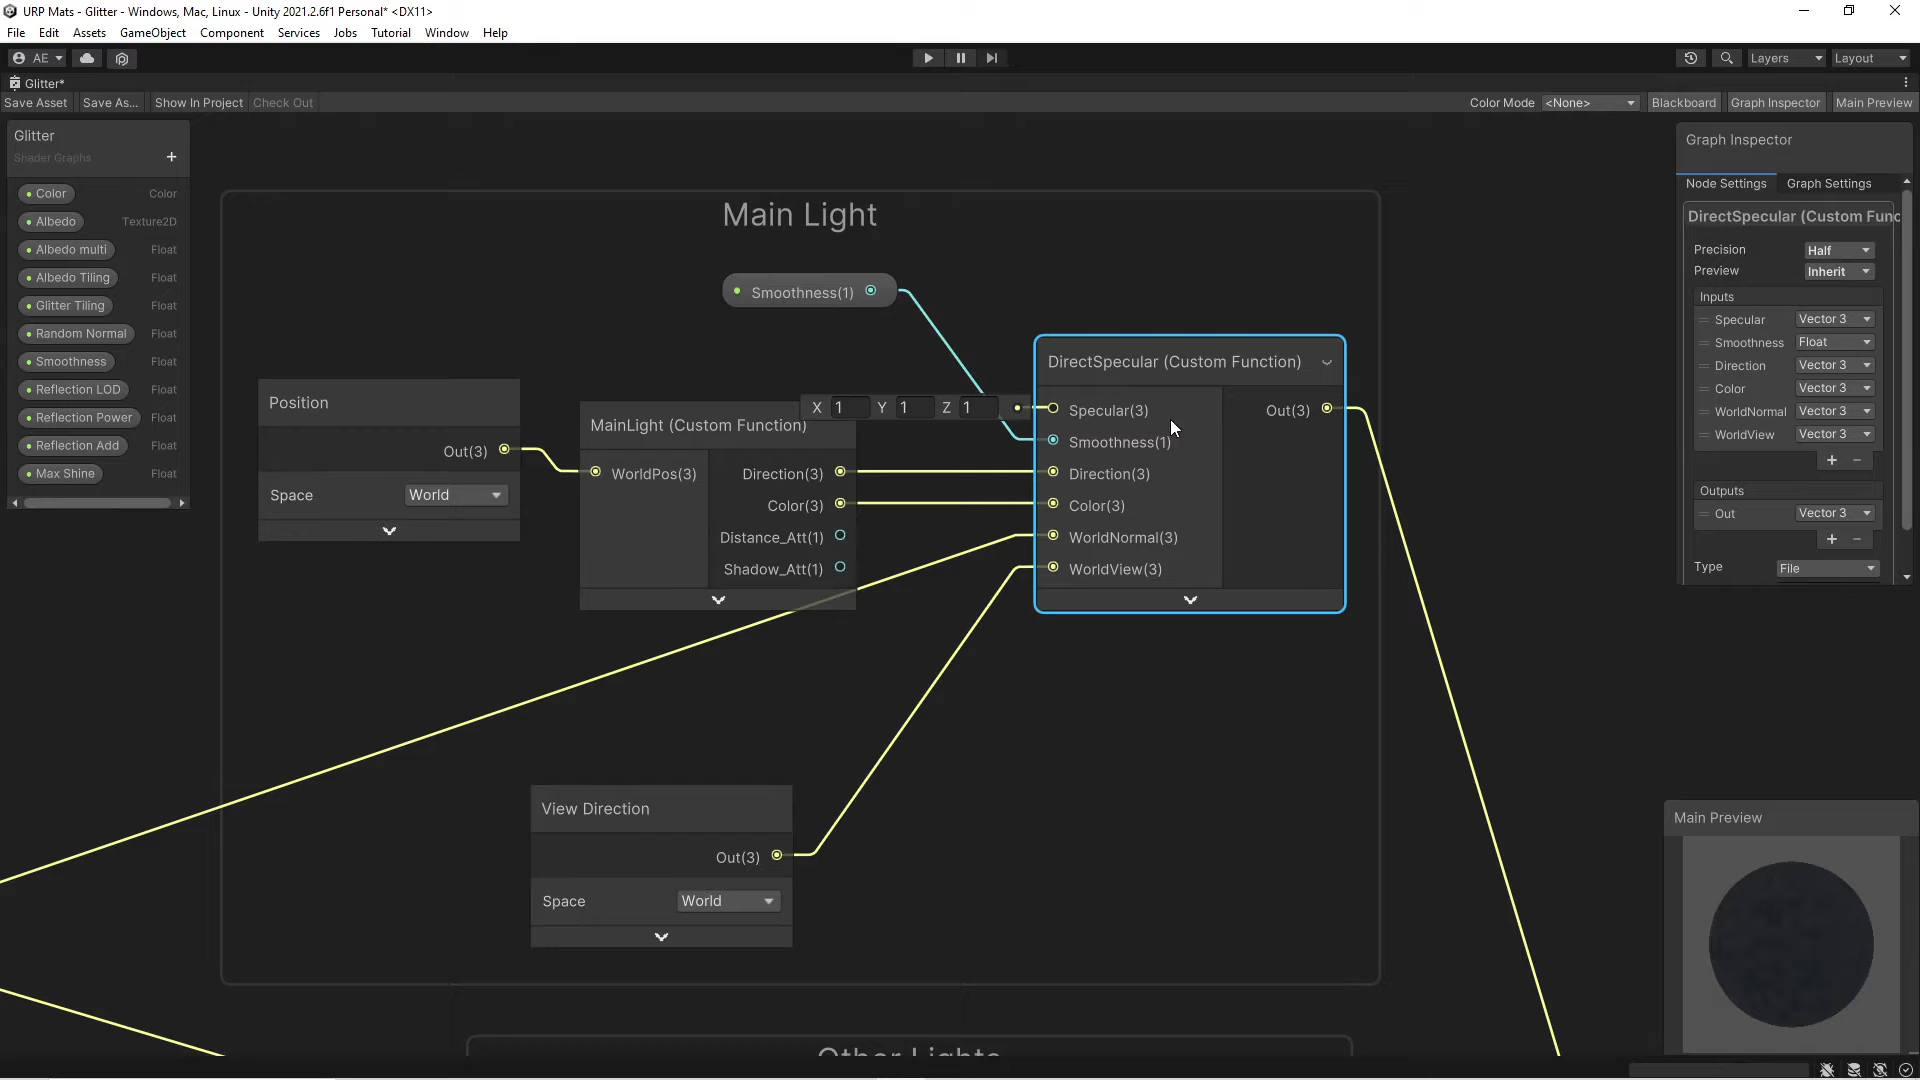 URP Mats - Glitter - Windows, Mac, Linux - Unity 2021.2.6f1 Personal* <DX11>
File Edit Assets GameObject Component Services Jobs Tutorial Window Help
AE Layers Layout
Glitter*
Save Asset Save As... Show In Project Check Out Color Mode <None> Blackboard Graph Inspector Main Preview
Glitter
Shader Graphs +
Color Color
Albedo Texture2D
Albedo multi Float
Albedo Tiling Float
Glitter Tiling Float
Random Normal Float
Smoothness Float
Reflection LOD Float
Reflection Power Float
Reflection Add Float
Max Shine Float
Main Light
Smoothness(1)
Position
Out(3)
Space World
MainLight (Custom Function)
WorldPos(3) Direction(3)
Color(3)
Distance_Att(1)
Shadow_Att(1)
X 1 Y 1 Z 1
DirectSpecular (Custom Function)
Specular(3) Out(3)
Smoothness(1)
Direction(3)
Color(3)
WorldNormal(3)
WorldView(3)
View Direction
Out(3)
Space World
Graph Inspector
Node Settings Graph Settings
DirectSpecular (Custom Func
Precision Half
Preview Inherit
Inputs
Specular Vector 3
Smoothness Float
Direction Vector 3
Color Vector 3
WorldNormal Vector 3
WorldView Vector 3
+ −
Outputs
Out Vector 3
+ −
Type File
Main Preview
Other Lights